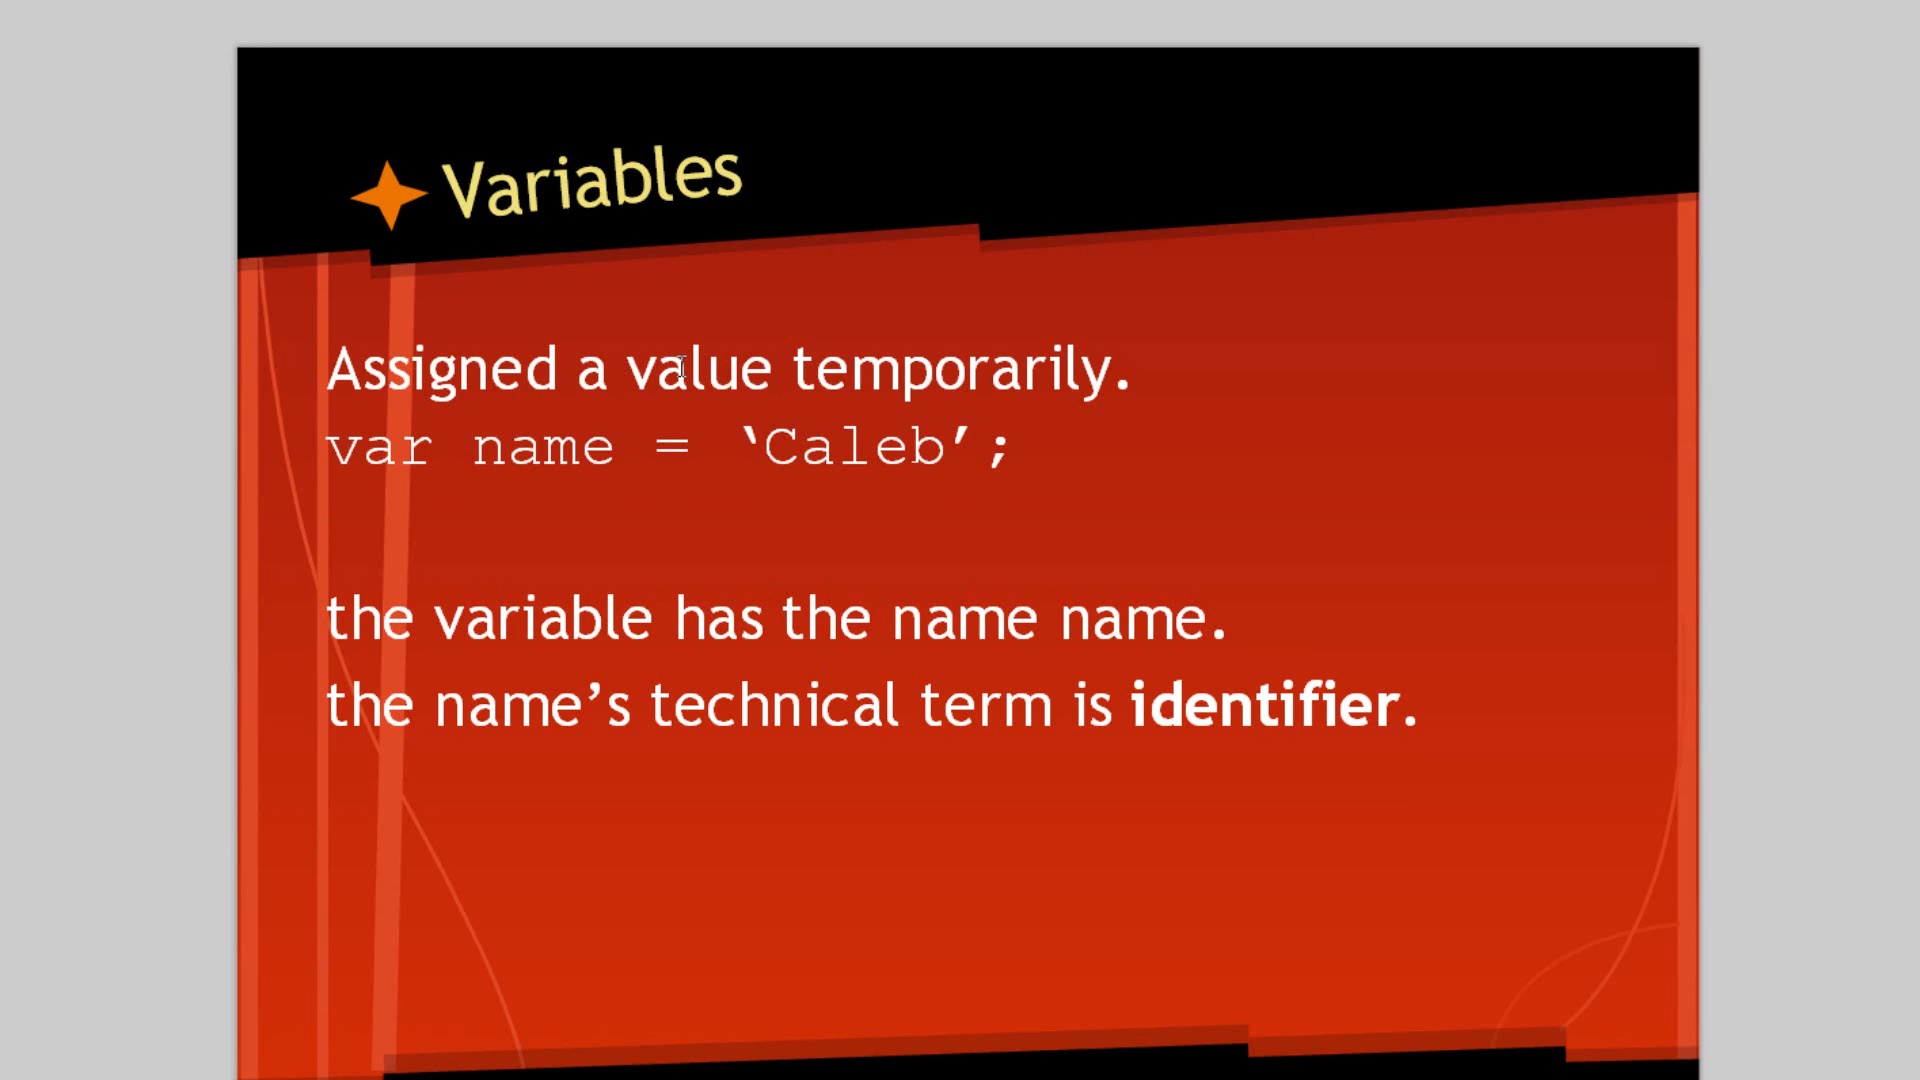 Variables
Assigned a value temporarily.
var name = ‘Caleb’;
the variable has the name name.
the name’s technical term is identifier.